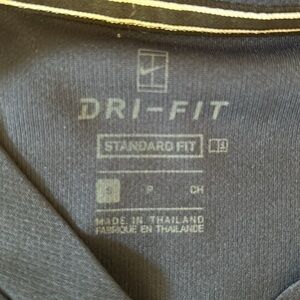 DRI-FIT
STANDARD FIT
S P CH
MADE IN THAILAND
FABRIQUE EN THAILANDE